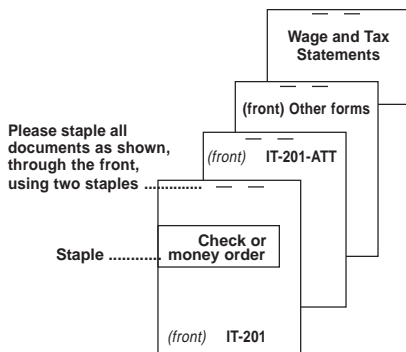 Wage and Tax
Statements
(front) Other forms
Please staple all
documents as shown,
through the front,
using two staples ..............
(front) IT-201-ATT
Check or
money order
Staple ............
(front) IT-201